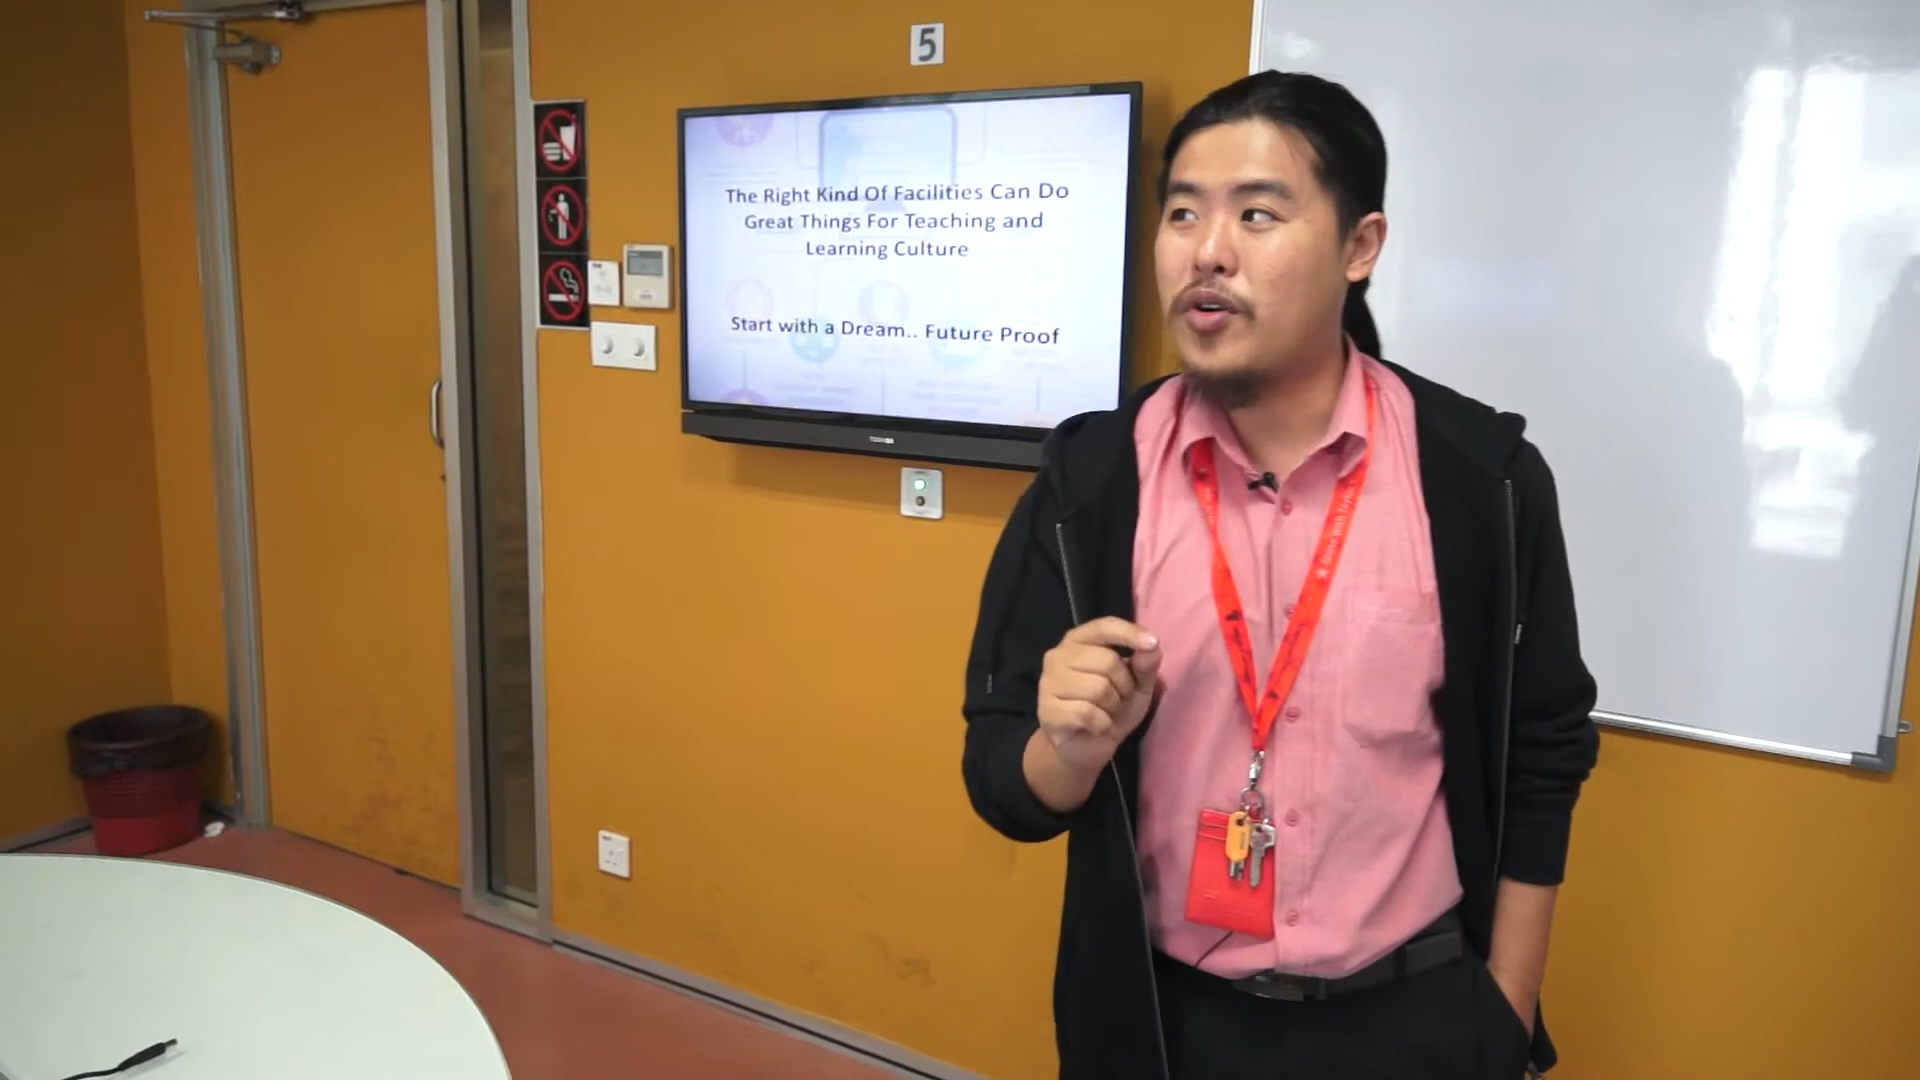 5
The Right Kind Of Facilities Can Do
Great Things For Teaching and
Learning Culture
Start with a Dream.. Future Proof
TOSHIBA